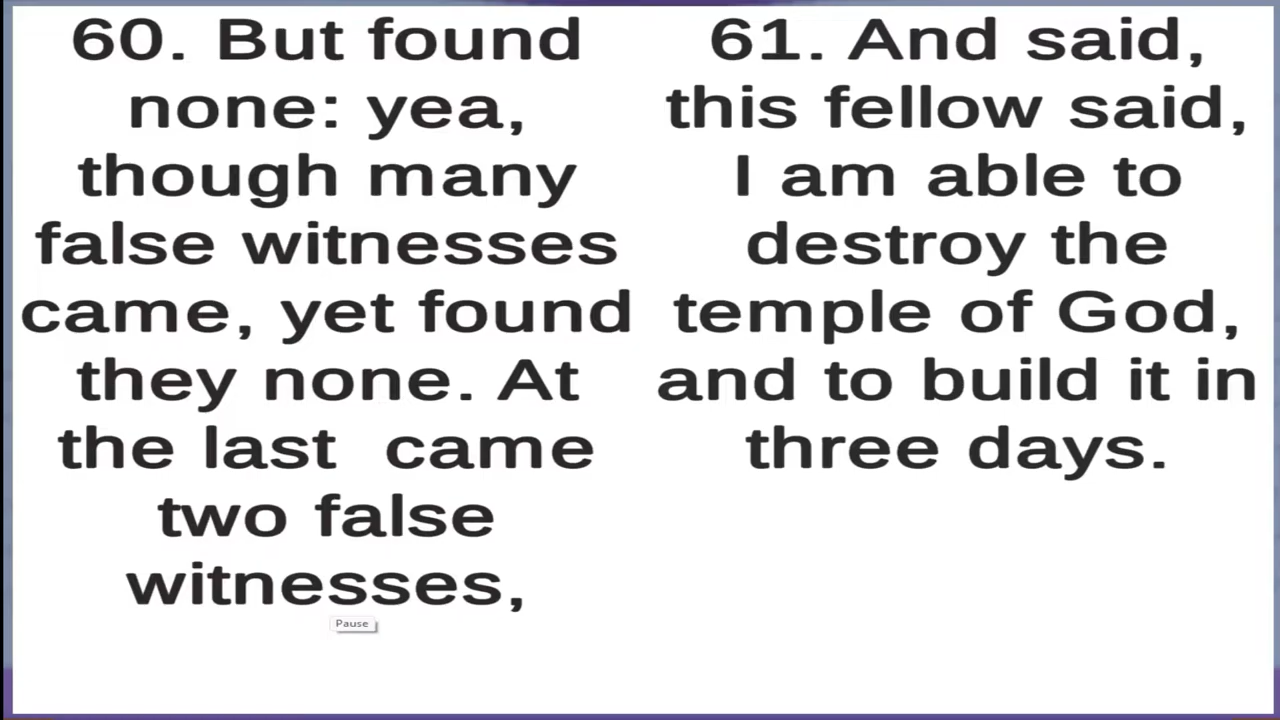 60. But found
none: yea,
though many
false witnesses
came, yet found
they none. At
the last  came
two false
witnesses,
Pause
61. And said,
this fellow said,
I am able to
destroy the
temple of God,
and to build it in
three days.